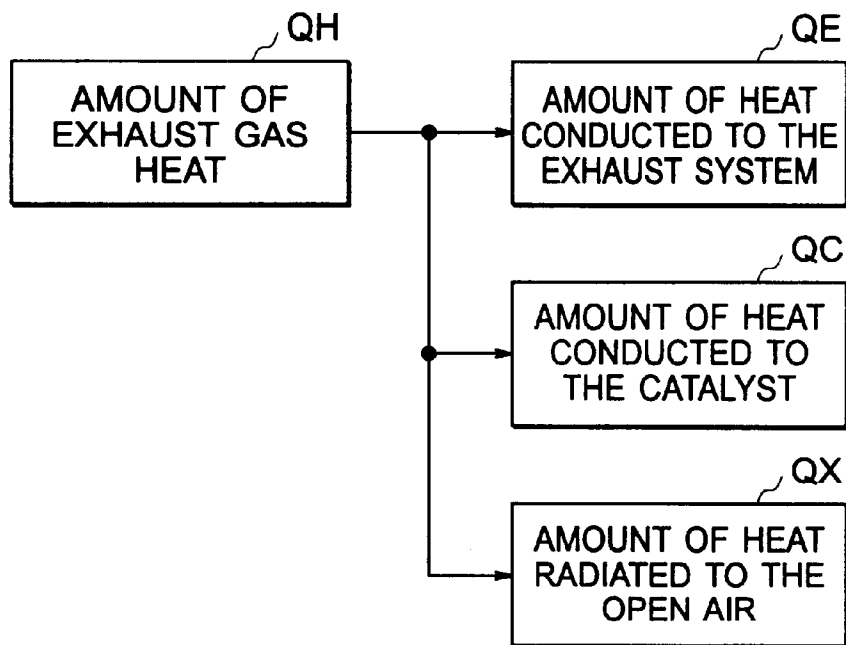 QH
AMOUNT OF
EXHAUST GAS
HEAT
QE
AMOUNT OF HEAT
CONDUCTED TO THE
EXHAUST SYSTEM
QC
AMOUNT OF HEAT
CONDUCTED TO
THE CATALYST
QX
AMOUNT OF HEAT
RADIATED TO THE
OPEN AIR